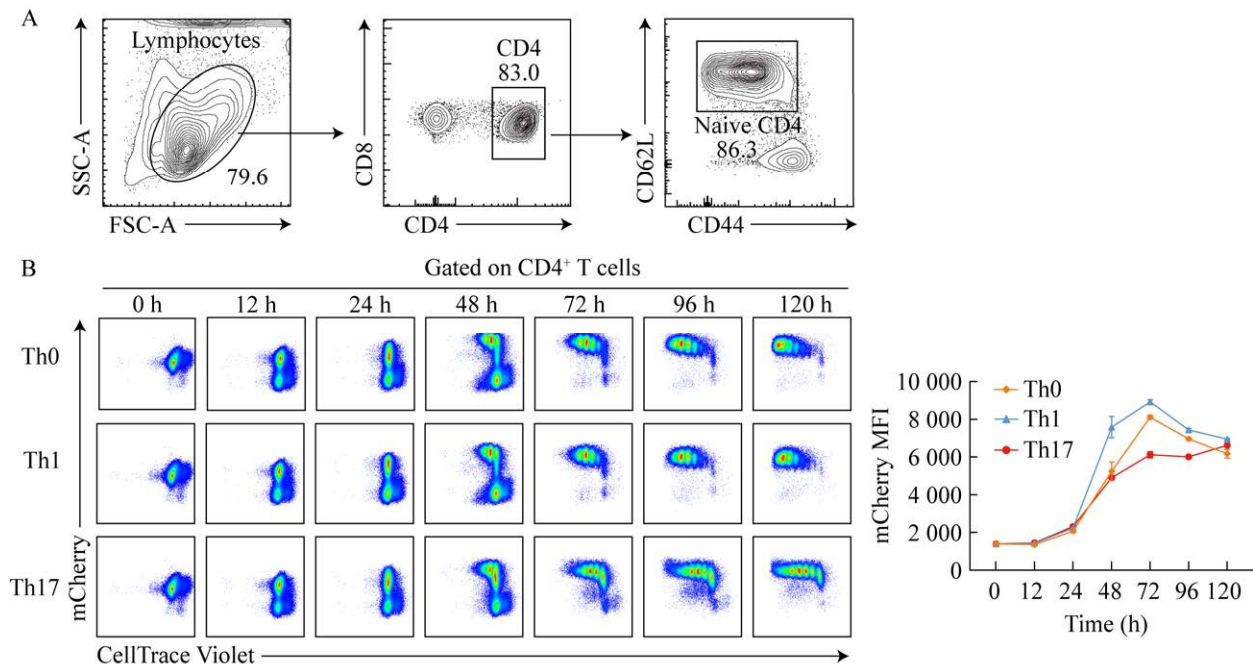 A
Lymphocytes
79.6
SSC-A
FSC-A
CD4
83.0
CD8
CD4
Naive CD4
86.3
CD62L
CD44
B
Gated on CD4⁺ T cells
0 h 12 h 24 h 48 h 72 h 96 h 120 h
Th0
Th1
Th17
mCherry
CellTrace Violet
10 000
8 000
6 000
4 000
2 000
0
mCherry MFI
Th0
Th1
Th17
0 12 24 48 72 96 120
Time (h)